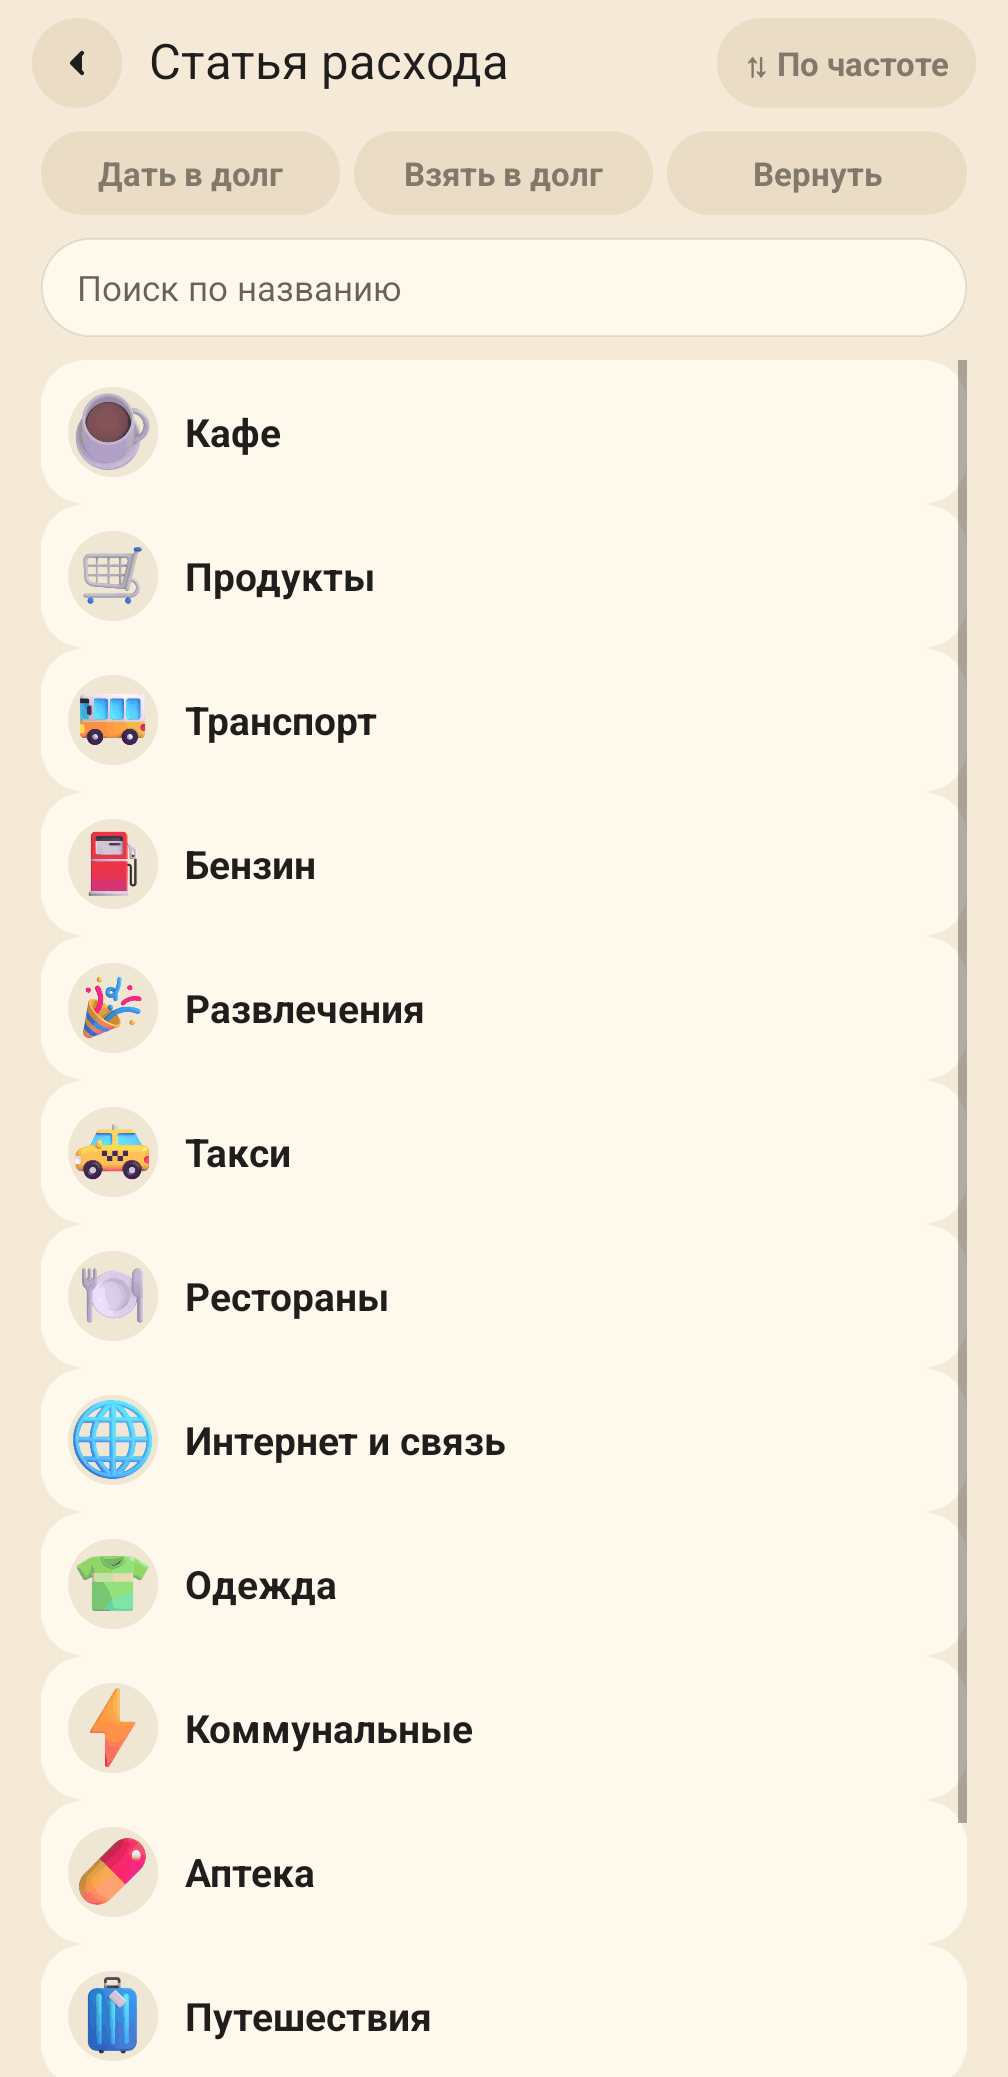 Статья расхода
По частоте
Дать в долг
Взять в долг
Вернуть
Поиск по названию
Кафе
Продукты
Транспорт
Бензин
Развлечения
Такси
Рестораны
Интернет и связь
Одежда
Коммунальные
Аптека
Путешествия